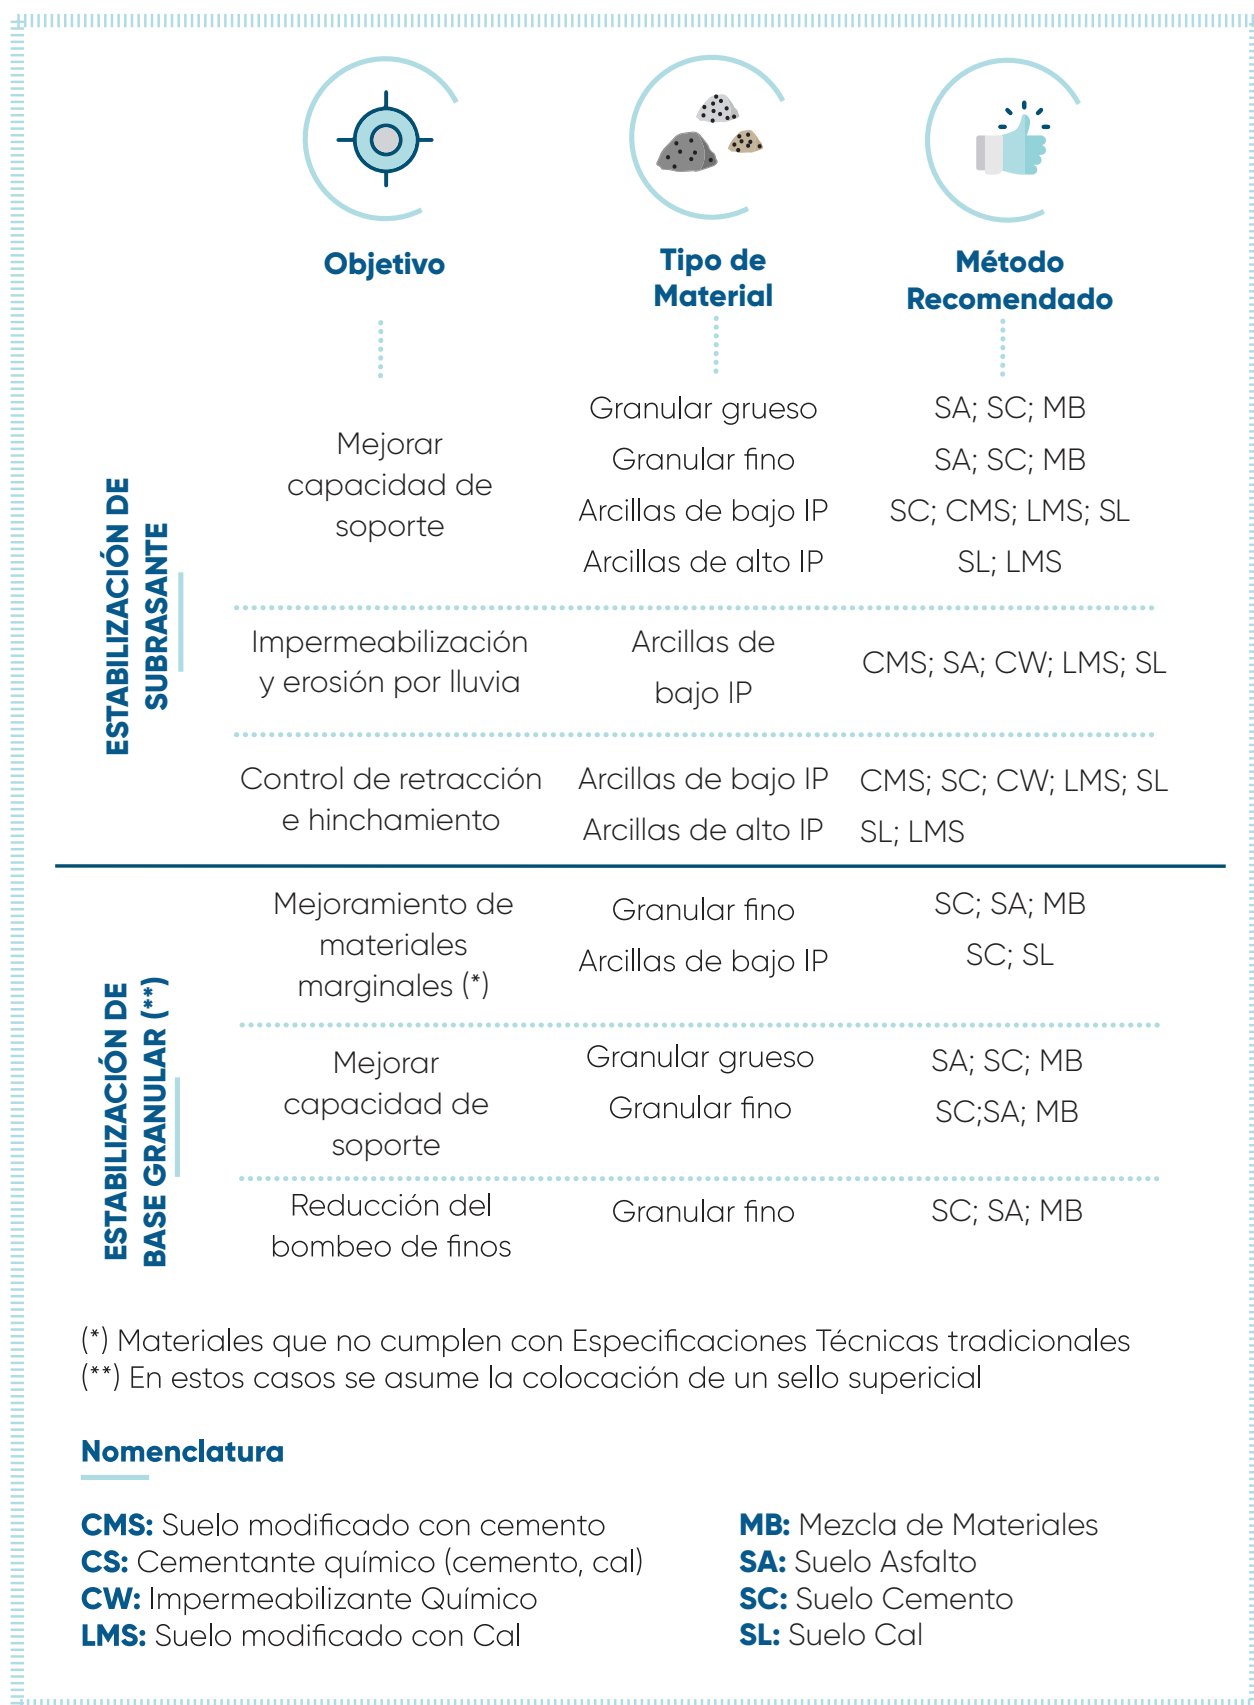 Objetivo
Tipo de
Material
Método
Recomendado
ESTABILIZACIÓN DE
SUBRASANTE
Mejorar
capacidad de
soporte
Granular grueso
SA; SC; MB
Granular fino
SA; SC; MB
Arcillas de bajo IP
SC; CMS; LMS; SL
Arcillas de alto IP
SL; LMS
Impermeabilización
y erosión por lluvia
Arcillas de
bajo IP
CMS; SA; CW; LMS; SL
Control de retracción
e hinchamiento
Arcillas de bajo IP
CMS; SC; CW; LMS; SL
Arcillas de alto IP
SL; LMS
ESTABILIZACIÓN DE
BASE GRANULAR (**)
Mejoramiento de
materiales
marginales (*)
Granular fino
SC; SA; MB
Arcillas de bajo IP
SC; SL
Mejorar
capacidad de
soporte
Granular grueso
SA; SC; MB
Granular fino
SC;SA; MB
Reducción del
bombeo de finos
Granular fino
SC; SA; MB
(*) Materiales que no cumplen con Especificaciones Técnicas tradicionales
(**) En estos casos se asume la colocación de un sello supericial
Nomenclatura
CMS: Suelo modificado con cemento
CS: Cementante químico (cemento, cal)
CW: Impermeabilizante Químico
LMS: Suelo modificado con Cal
MB: Mezcla de Materiales
SA: Suelo Asfalto
SC: Suelo Cemento
SL: Suelo Cal